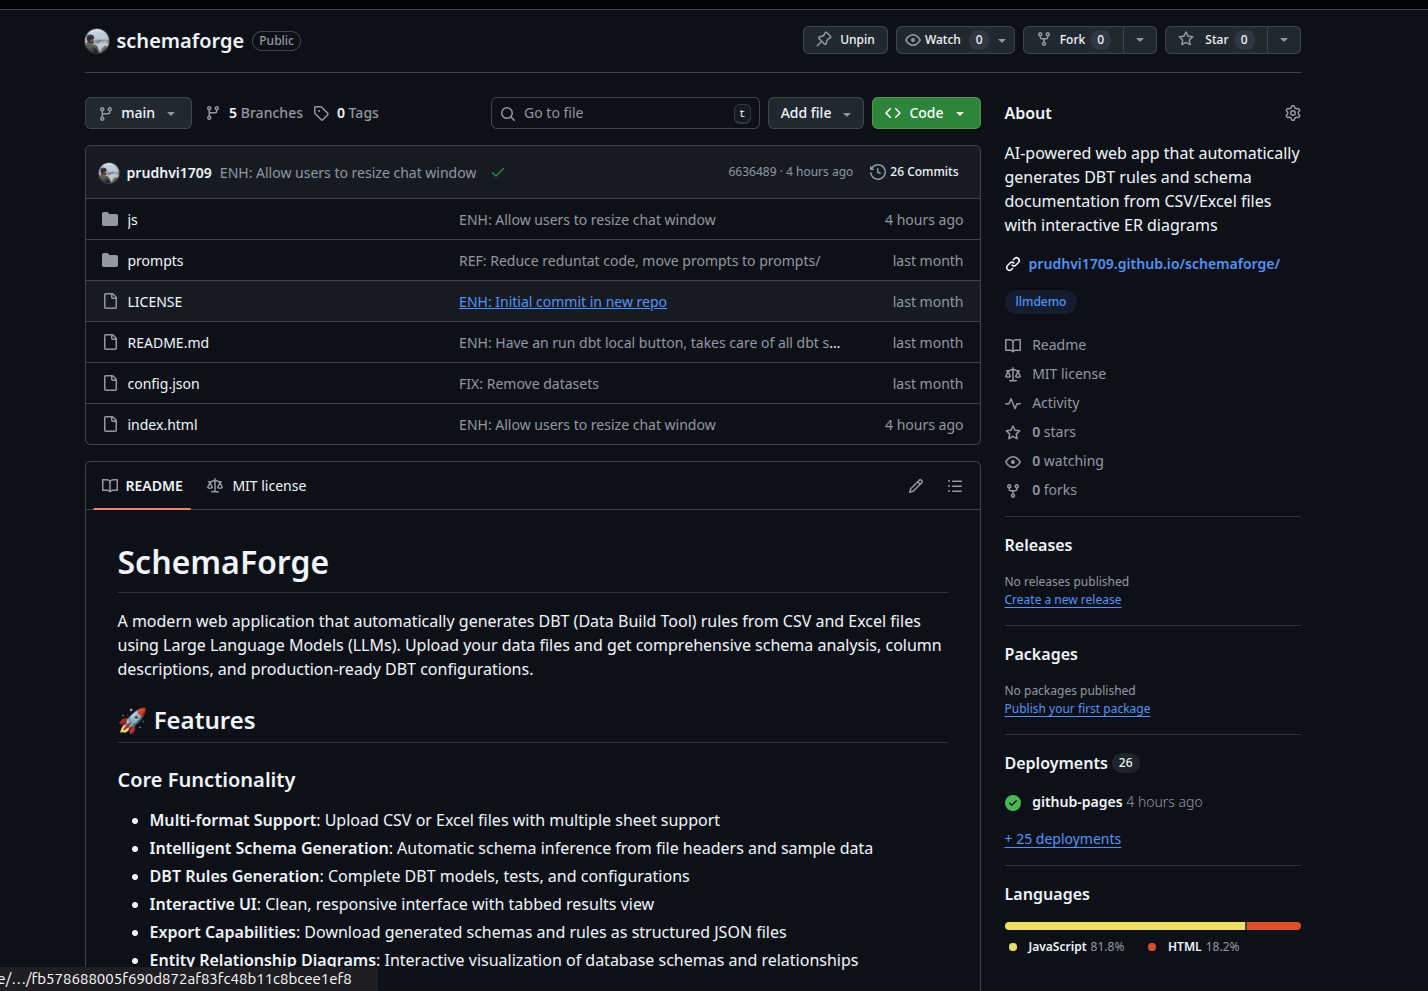 schemaforge Public Unpin Watch 0 Fork 0 Star 0
main 5 Branches 0 Tags Go to file t Add file Code
prudhvi1709 ENH: Allow users to resize chat window 6636489 · 4 hours ago 26 Commits
js ENH: Allow users to resize chat window 4 hours ago
prompts REF: Reduce reduntat code, move prompts to prompts/ last month
LICENSE ENH: Initial commit in new repo last month
README.md ENH: Have an run dbt local button, takes care of all dbt s... last month
config.json FIX: Remove datasets last month
index.html ENH: Allow users to resize chat window 4 hours ago
README MIT license
SchemaForge
A modern web application that automatically generates DBT (Data Build Tool) rules from CSV and Excel files
using Large Language Models (LLMs). Upload your data files and get comprehensive schema analysis, column
descriptions, and production-ready DBT configurations.
🚀 Features
Core Functionality
• Multi-format Support: Upload CSV or Excel files with multiple sheet support
• Intelligent Schema Generation: Automatic schema inference from file headers and sample data
• DBT Rules Generation: Complete DBT models, tests, and configurations
• Interactive UI: Clean, responsive interface with tabbed results view
• Export Capabilities: Download generated schemas and rules as structured JSON files
• Entity Relationship Diagrams: Interactive visualization of database schemas and relationships
e/.../fb578688005f690d872af83fc48b11c8bcee1ef8
About
AI-powered web app that automatically
generates DBT rules and schema
documentation from CSV/Excel files
with interactive ER diagrams
prudhvi1709.github.io/schemaforge/
llmdemo
Readme
MIT license
Activity
0 stars
0 watching
0 forks
Releases
No releases published
Create a new release
Packages
No packages published
Publish your first package
Deployments 26
github-pages 4 hours ago
+ 25 deployments
Languages
JavaScript 81.8% HTML 18.2%